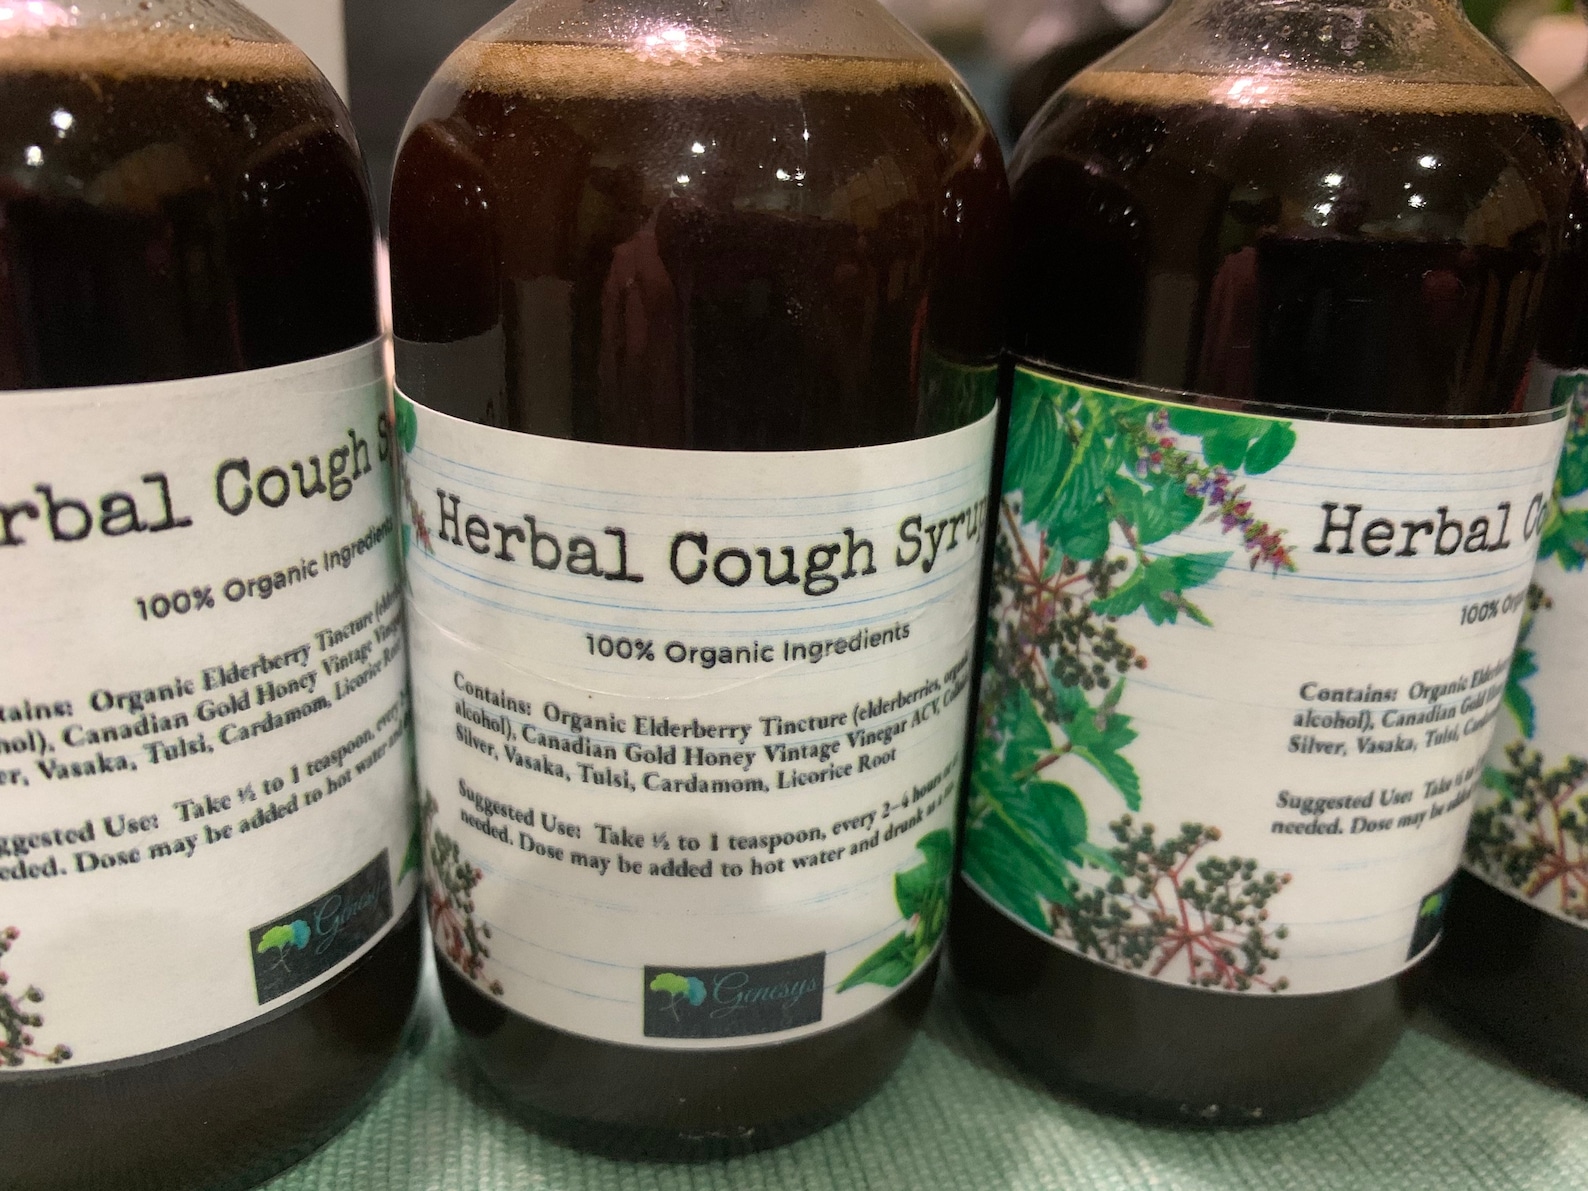 rbal Cough S
100% Organic Ingredients
tains: Organic Elderberry Tincture
hol), Canadian Gold Honey Vintage
er, Vasaka, Tulsi, Cardamom, Licorice Root
ggested Use: Take ½ to 1 teaspoon, every
eded. Dose may be added to hot water
Genesys
Herbal Cough Syrup
100% Organic Ingredients
Contains: Organic Elderberry Tincture (elderberries, organic
alcohol), Canadian Gold Honey Vintage Vinegar ACV,
Silver, Vasaka, Tulsi, Cardamom, Licorice Root
Suggested Use: Take ½ to 1 teaspoon, every 2-4 hours
needed. Dose may be added to hot water and drunk as a
Genesys
Herbal Co
100%
Contains: Organic
alcohol), Canadian Gold
Silver, Vasaka, Tulsi,
Suggested Use: Take
needed. Dose may be